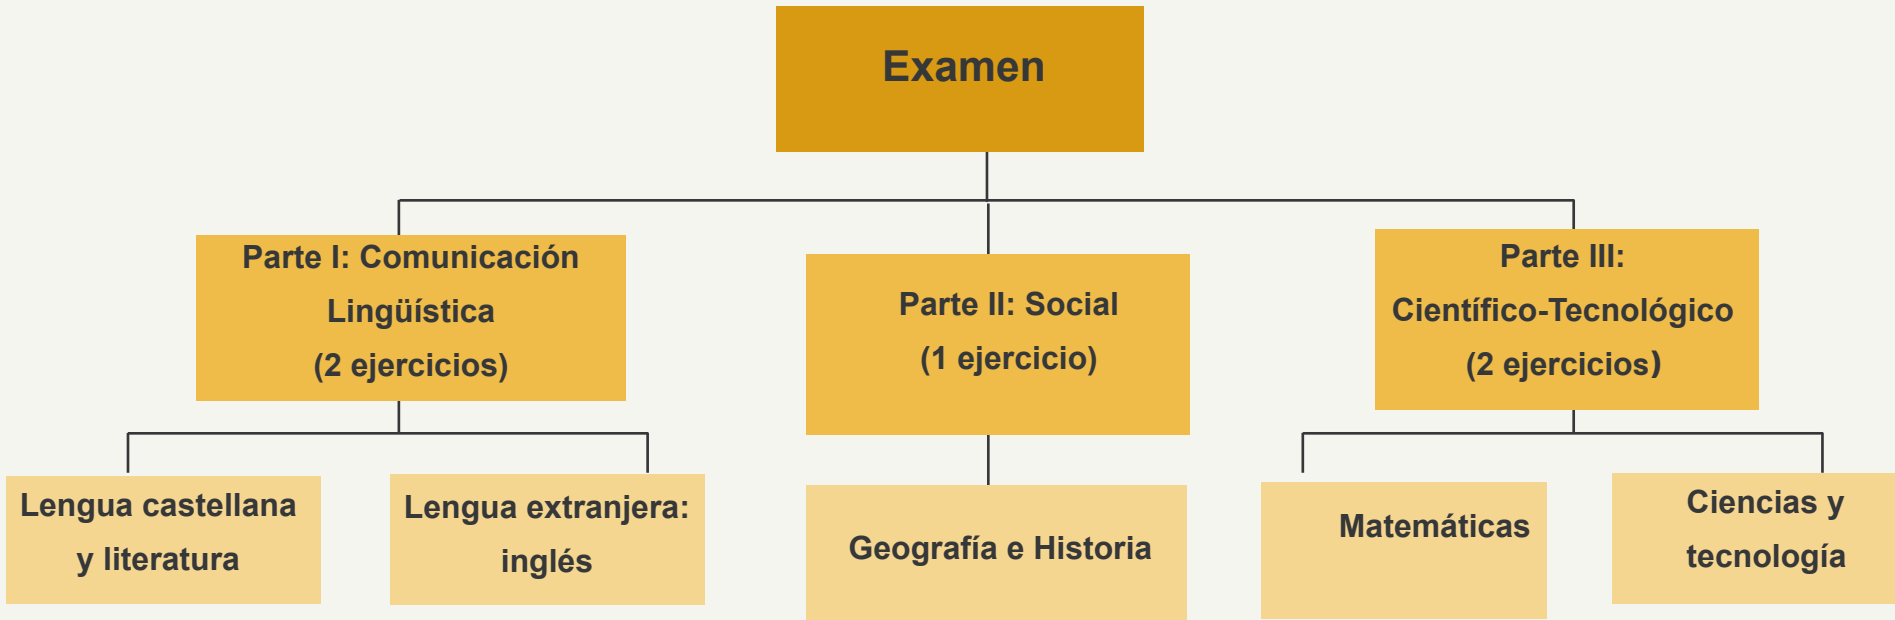 Examen
Parte I: Comunicación
Lingüística
(2 ejercicios)
Parte II: Social
(1 ejercicio)
Parte III:
Científico-Tecnológico
(2 ejercicios)
Lengua castellana
y literatura
Lengua extranjera:
inglés
Geografía e Historia
Matemáticas
Ciencias y
tecnología